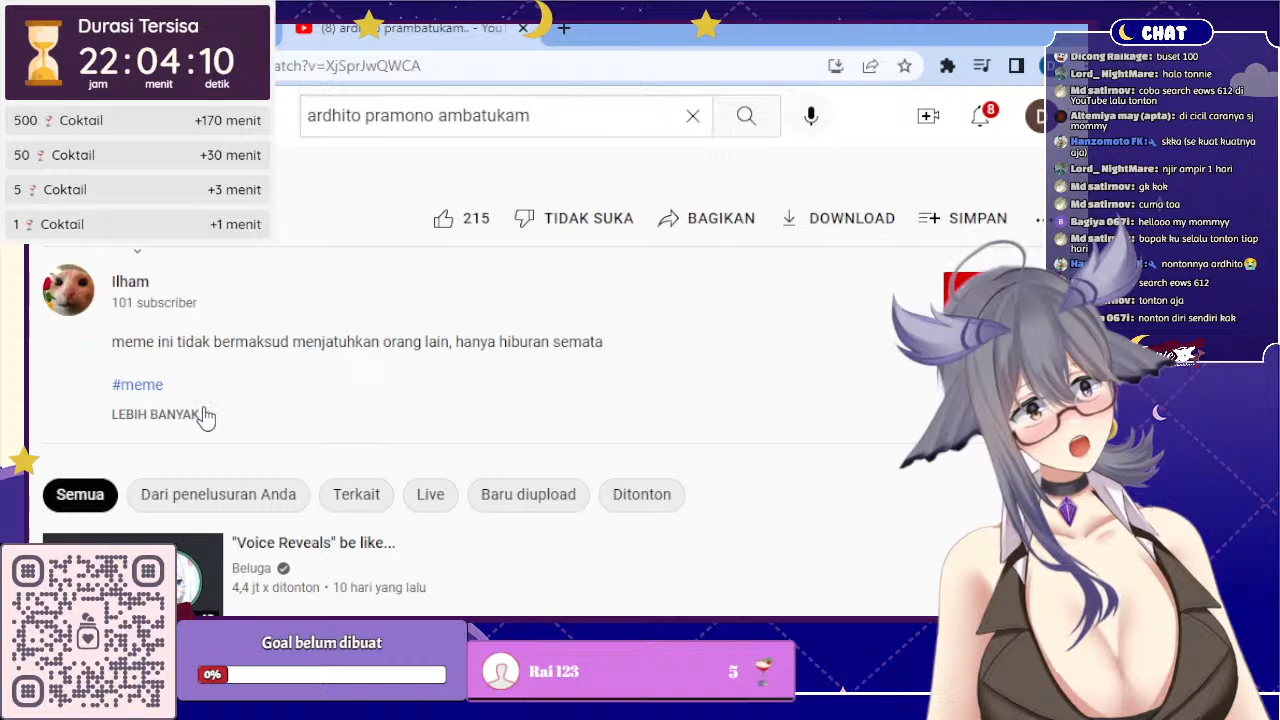 Durasi Tersisa
22:04:10
jam menit detik
500 Coktail +170 menit
50 Coktail +30 menit
5 Coktail +3 menit
1 Coktail +1 menit
(8) ardhito prambatukam.. - YouT
atch?v=XjSprJwQWCA
ardhito pramono ambatukam
8
D
215 TIDAK SUKA BAGIKAN DOWNLOAD SIMPAN
Ilham
101 subscriber
meme ini tidak bermaksud menjatuhkan orang lain, hanya hiburan semata
#meme
LEBIH BANYAK
Semua Dari penelusuran Anda Terkait Live Baru diupload Ditonton
"Voice Reveals" be like...
Beluga
4,4 jt x ditonton • 10 hari yang lalu
Goal belum dibuat
0%
Rai 123 5
CHAT
Dicong Raikage: buset 100
Lord_NightMare: halo tonnie
Md satirnov: coba search eows 612 di
YouTube lalu tonton
Altemiya may (apta): di cicil caranya sj
mommy
Hanzomoto FK: skka (se kuat kuatnya
aja)
Lord_NightMare: njir ampir 1 hari
Md satirnov: gk kok
Md satirnov: cuma toa
Bagiya 067i: hellooo my mommyy
Md satirnov: bapak ku selalu tonton tiap
hari
nontonnya ardhito😭
search eows 612
tonton aja
067i: nonton diri sendiri kak